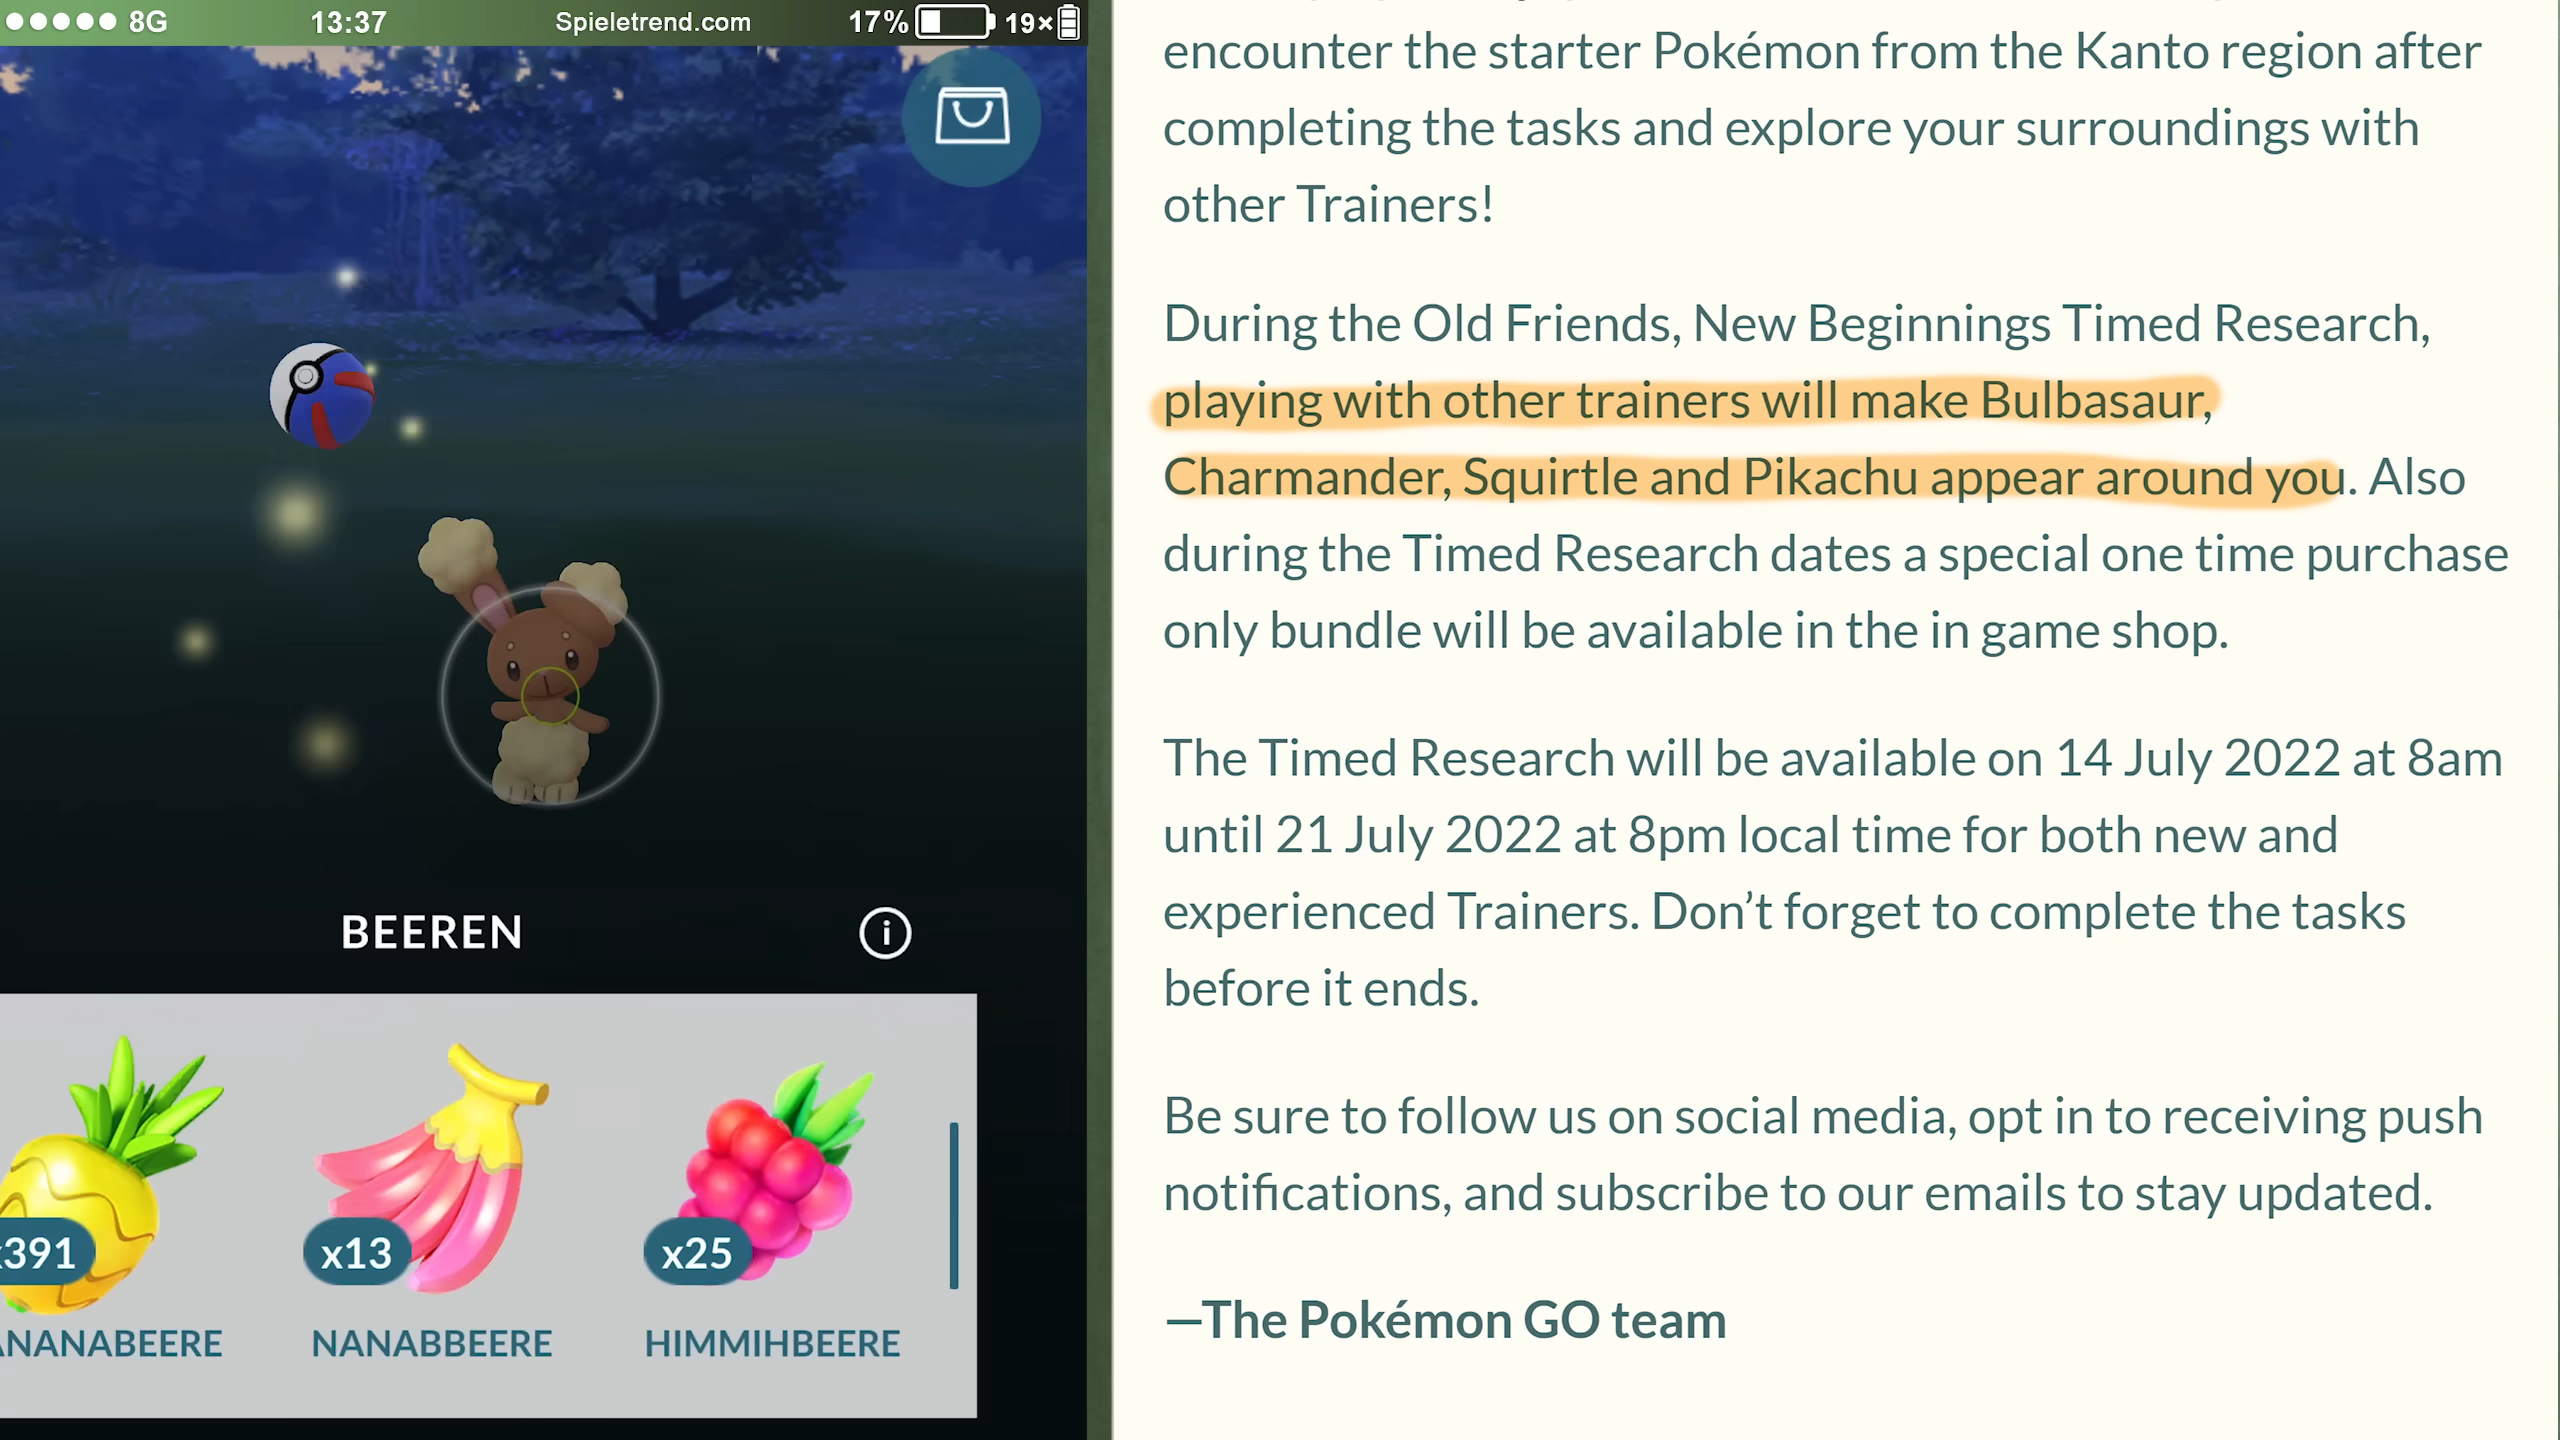 8G
13:37
Spieletrend.com
17%
19×
BEEREN
i
391
NANABEERE
x13
NANABBEERE
x25
HIMMIHBEERE
encounter the starter Pokémon from the Kanto region after
completing the tasks and explore your surroundings with
other Trainers!
During the Old Friends, New Beginnings Timed Research,
playing with other trainers will make Bulbasaur,
Charmander, Squirtle and Pikachu appear around you. Also
during the Timed Research dates a special one time purchase
only bundle will be available in the in game shop.
The Timed Research will be available on 14 July 2022 at 8am
until 21 July 2022 at 8pm local time for both new and
experienced Trainers. Don’t forget to complete the tasks
before it ends.
Be sure to follow us on social media, opt in to receiving push
notifications, and subscribe to our emails to stay updated.
—The Pokémon GO team